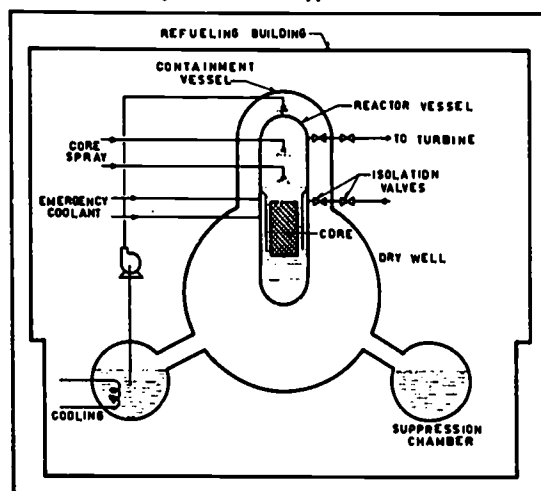 REFUELING BUILDING
CONTAINMENT
VESSEL
REACTOR VESSEL
TO TURBINE
CORE
SPRAY
ISOLATION
VALVES
EMERGENCY
COOLANT
CORE
DRY WELL
COOLING
SUPPRESSION
CHAMBER